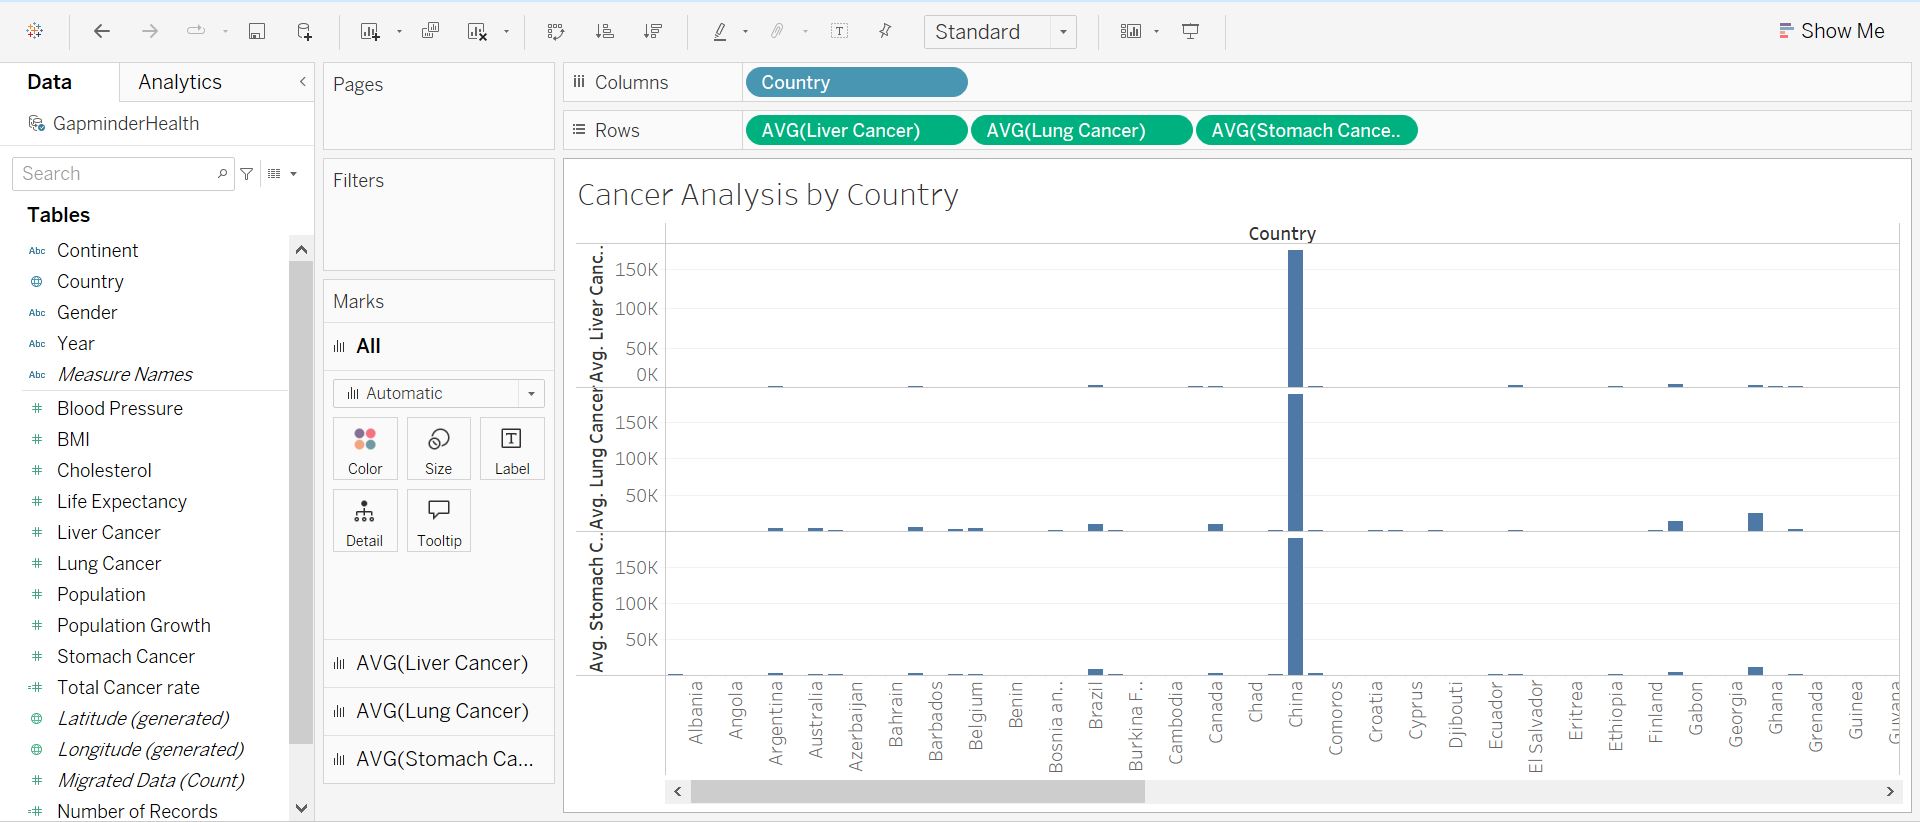 Standard
Show Me
Data
Analytics
GapminderHealth
Search
Tables
Abc Continent
Country
Abc Gender
Abc Year
Abc Measure Names
# Blood Pressure
# BMI
# Cholesterol
# Life Expectancy
# Liver Cancer
# Lung Cancer
# Population
# Population Growth
# Stomach Cancer
=# Total Cancer rate
Latitude (generated)
Longitude (generated)
# Migrated Data (Count)
=# Number of Records
Pages
Filters
Marks
All
Automatic
Color
Size
T
Label
Detail
Tooltip
AVG(Liver Cancer)
AVG(Lung Cancer)
AVG(Stomach Ca...
Columns
Country
Rows
AVG(Liver Cancer)
AVG(Lung Cancer)
AVG(Stomach Cance..
Cancer Analysis by Country
Country
Avg. Liver Canc..
150K
100K
50K
0K
Avg. Lung Cancer
150K
100K
50K
Avg. Stomach C..
150K
100K
50K
Albania
Angola
Argentina
Australia
Azerbaijan
Bahrain
Barbados
Belgium
Benin
Bosnia an..
Brazil
Burkina F..
Cambodia
Canada
Chad
China
Comoros
Croatia
Cyprus
Djibouti
Ecuador
El Salvador
Eritrea
Ethiopia
Finland
Gabon
Georgia
Ghana
Grenada
Guinea
Guyana